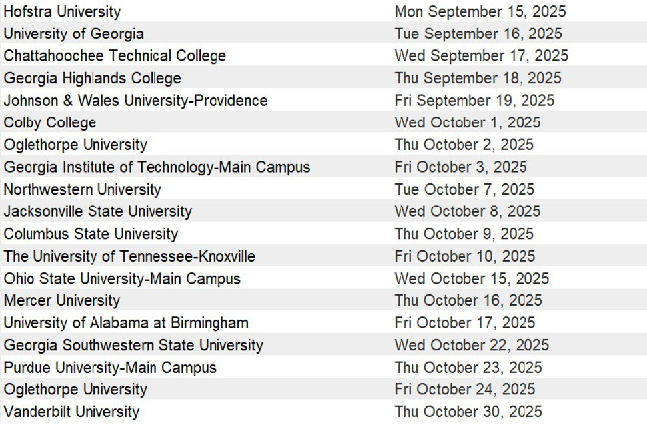 Hofstra University Mon September 15, 2025
University of Georgia Tue September 16, 2025
Chattahoochee Technical College Wed September 17, 2025
Georgia Highlands College Thu September 18, 2025
Johnson & Wales University-Providence Fri September 19, 2025
Colby College Wed October 1, 2025
Oglethorpe University Thu October 2, 2025
Georgia Institute of Technology-Main Campus Fri October 3, 2025
Northwestern University Tue October 7, 2025
Jacksonville State University Wed October 8, 2025
Columbus State University Thu October 9, 2025
The University of Tennessee-Knoxville Fri October 10, 2025
Ohio State University-Main Campus Wed October 15, 2025
Mercer University Thu October 16, 2025
University of Alabama at Birmingham Fri October 17, 2025
Georgia Southwestern State University Wed October 22, 2025
Purdue University-Main Campus Thu October 23, 2025
Oglethorpe University Fri October 24, 2025
Vanderbilt University Thu October 30, 2025